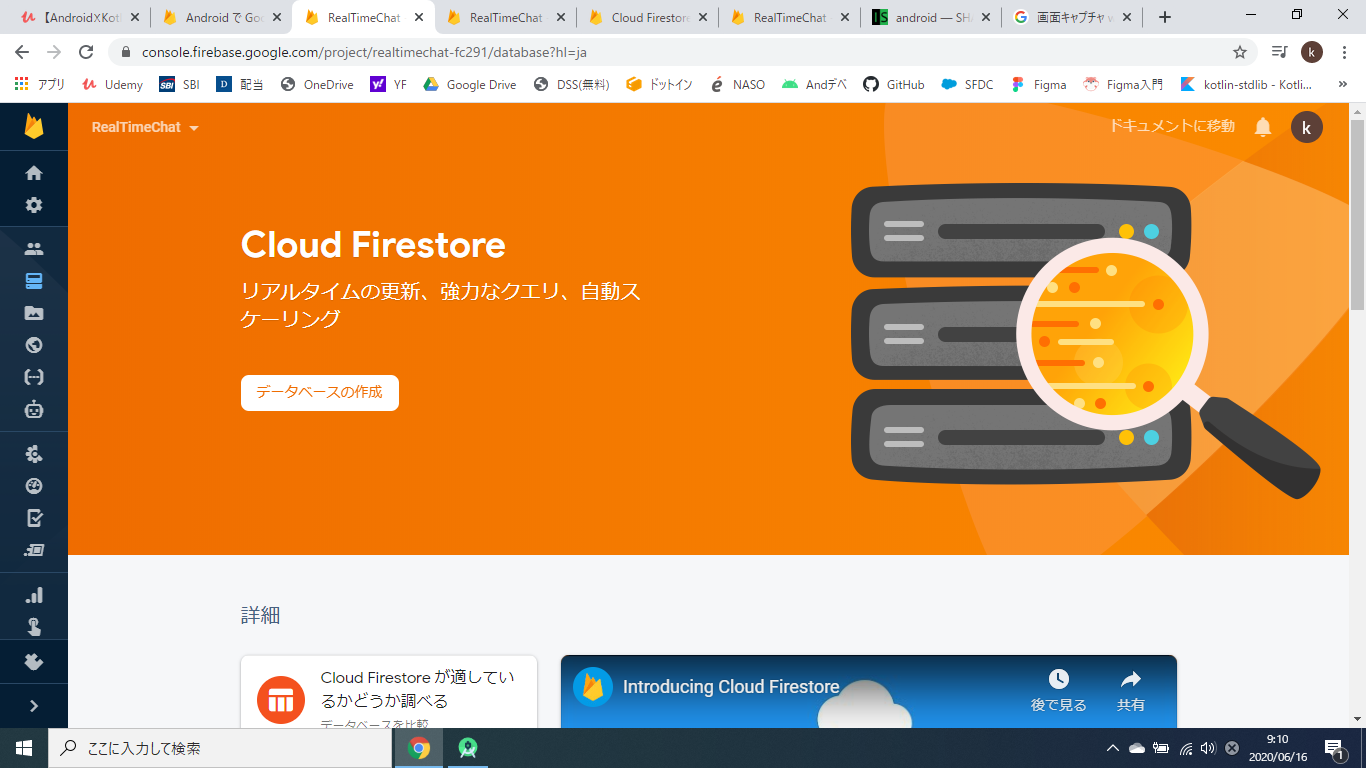 【AndroidXKotl
Android で Goo
RealTimeChat
RealTimeChat
Cloud Firestore
RealTimeChat
android — SHA
画面キャプチャ w
console.firebase.google.com/project/realtimechat-fc291/database?hl=ja
k
アプリ
Udemy
SBI
SBI
D
配当
OneDrive
YF
Google Drive
DSS(無料)
ドットイン
NASO
Andデベ
GitHub
SFDC
Figma
Figma入門
kotlin-stdlib - Kotli...
»
RealTimeChat
ドキュメントに移動
k
Cloud Firestore
リアルタイムの更新、強力なクエリ、自動ス
ケーリング
データベースの作成
詳細
Cloud Firestore が適してい
るかどうか調べる
データベースを比較
Introducing Cloud Firestore
後で見る
共有
ここに入力して検索
9:10
2020/06/16
1